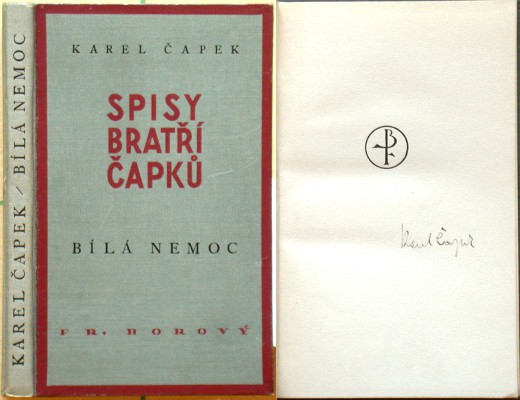 KAREL ČAPEK / BÍLÁ NEMOC
KAREL ČAPEK
SPISY
BRATŘÍ
ČAPKŮ
BÍLÁ NEMOC
FR. BOROVÝ
Karel Čapek